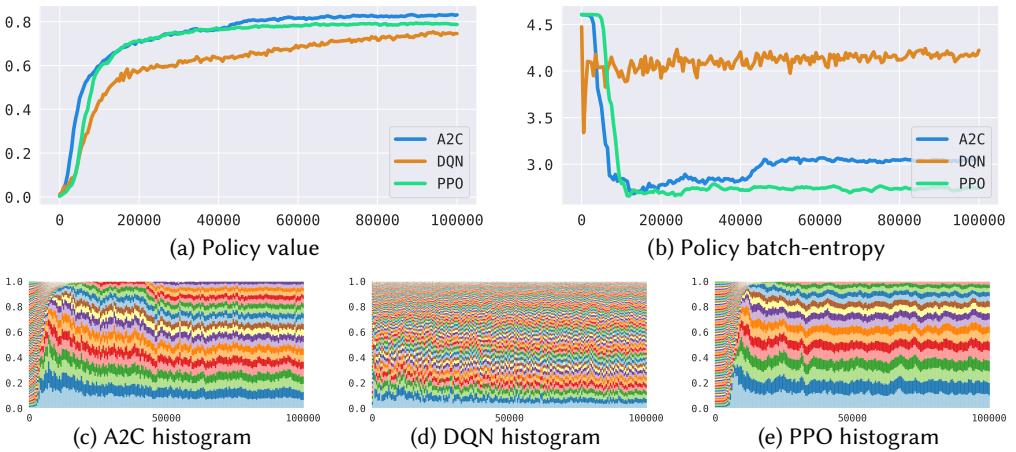 0.8
0.6
0.4
0.2
0.0
0 20000 40000 60000 80000 100000
A2C
DQN
PPO
(a) Policy value
4.5
4.0
3.5
3.0
0 20000 40000 60000 80000 100000
A2C
DQN
PPO
(b) Policy batch-entropy
1.0
0.8
0.6
0.4
0.2
0.0
0 50000 100000
(c) A2C histogram
1.0
0.8
0.6
0.4
0.2
0.0
0 50000 100000
(d) DQN histogram
1.0
0.8
0.6
0.4
0.2
0.0
0 50000 100000
(e) PPO histogram